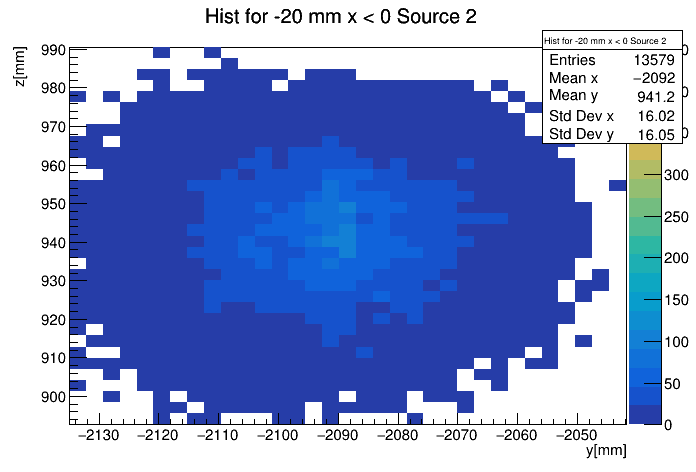 Hist for -20 mm x < 0 Source 2
Hist for -20 mm x < 0 Source 2
Entries 13579
Mean x −2092
Mean y 941.2
Std Dev x 16.02
Std Dev y 16.05
z[mm]
990
980
970
960
950
940
930
920
910
900
−2130 −2120 −2110 −2100 −2090 −2080 −2070 −2060 −2050
y[mm]
300
250
200
150
100
50
0